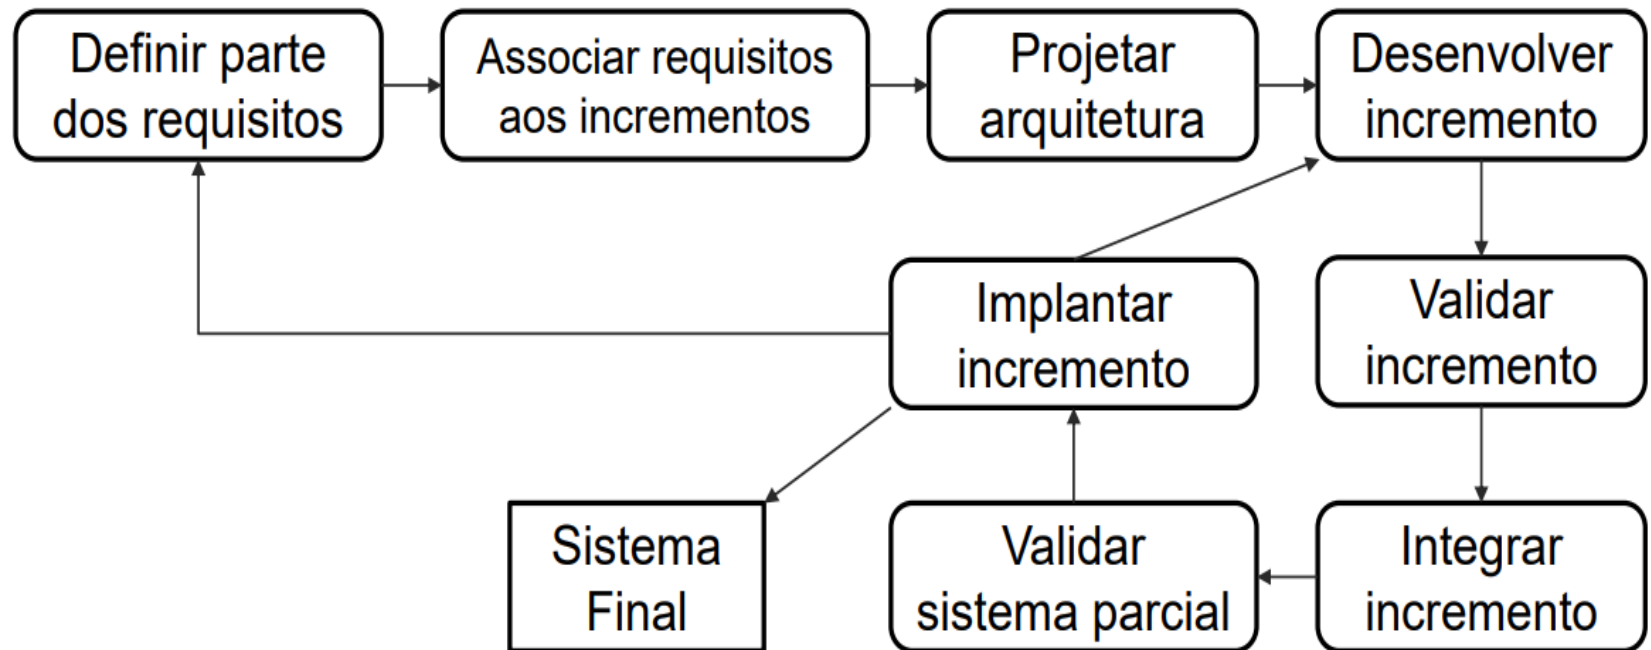 Definir parte
dos requisitos
Associar requisitos
aos incrementos
Projetar
arquitetura
Desenvolver
incremento
Implantar
incremento
Validar
incremento
Sistema
Final
Validar
sistema parcial
Integrar
incremento